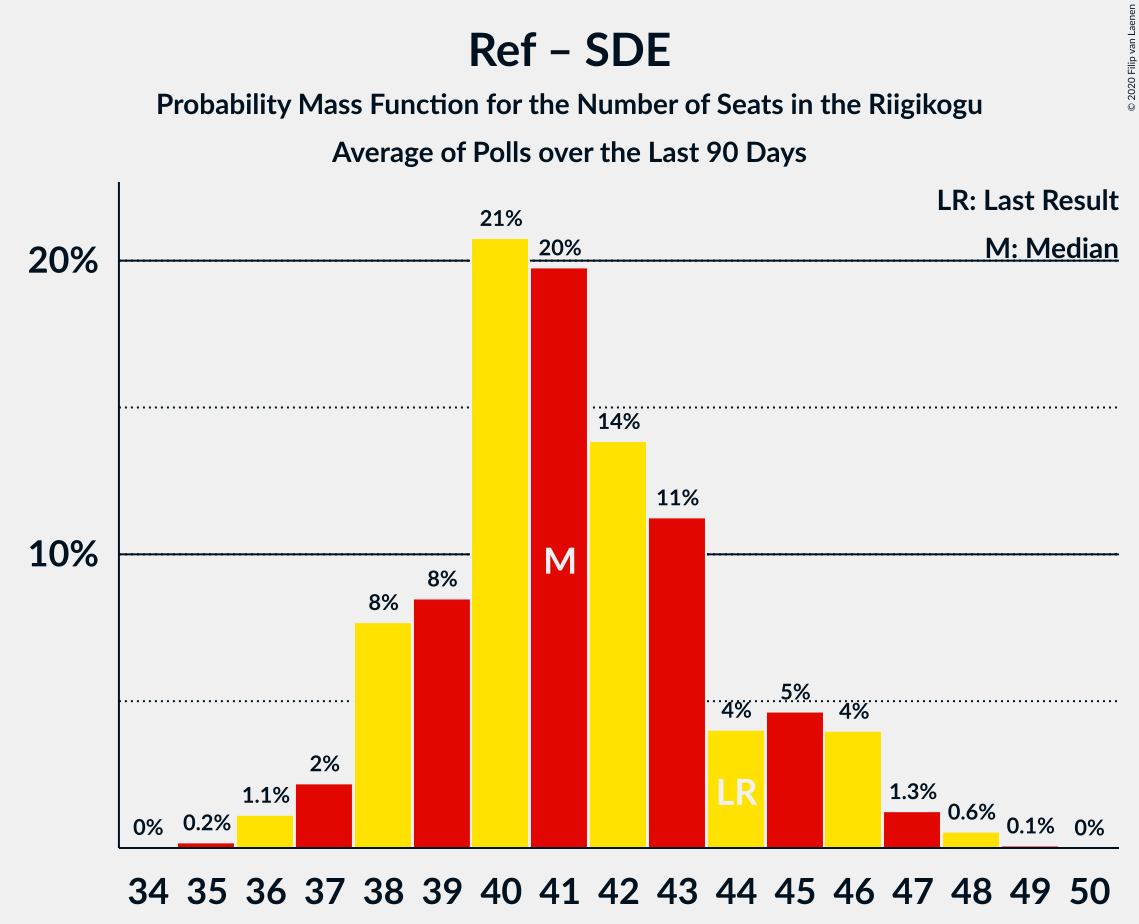 Ref – SDE
Probability Mass Function for the Number of Seats in the Riigikogu
Average of Polls over the Last 90 Days
© 2020 Filip van Laenen
LR: Last Result
M: Median
20%
10%
0%
0.2%
1.1%
2%
8%
8%
21%
20%
14%
11%
4%
5%
4%
1.3%
0.6%
0.1%
0%
M
LR
34 35 36 37 38 39 40 41 42 43 44 45 46 47 48 49 50